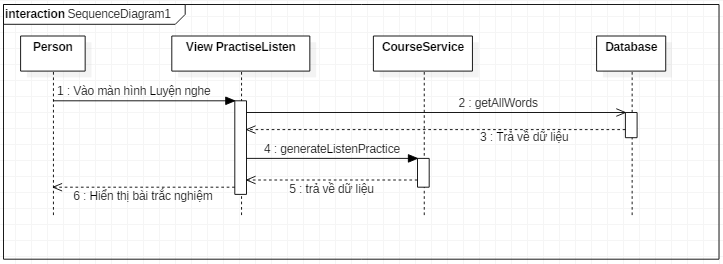 interaction SequenceDiagram1
Person
View PractiseListen
CourseService
Database
1 : Vào màn hình Luyện nghe
2 : getAllWords
3 : Trả về dữ liệu
4 : generateListenPractice
5 : trả về dữ liệu
6 : Hiển thị bài trắc nghiệm